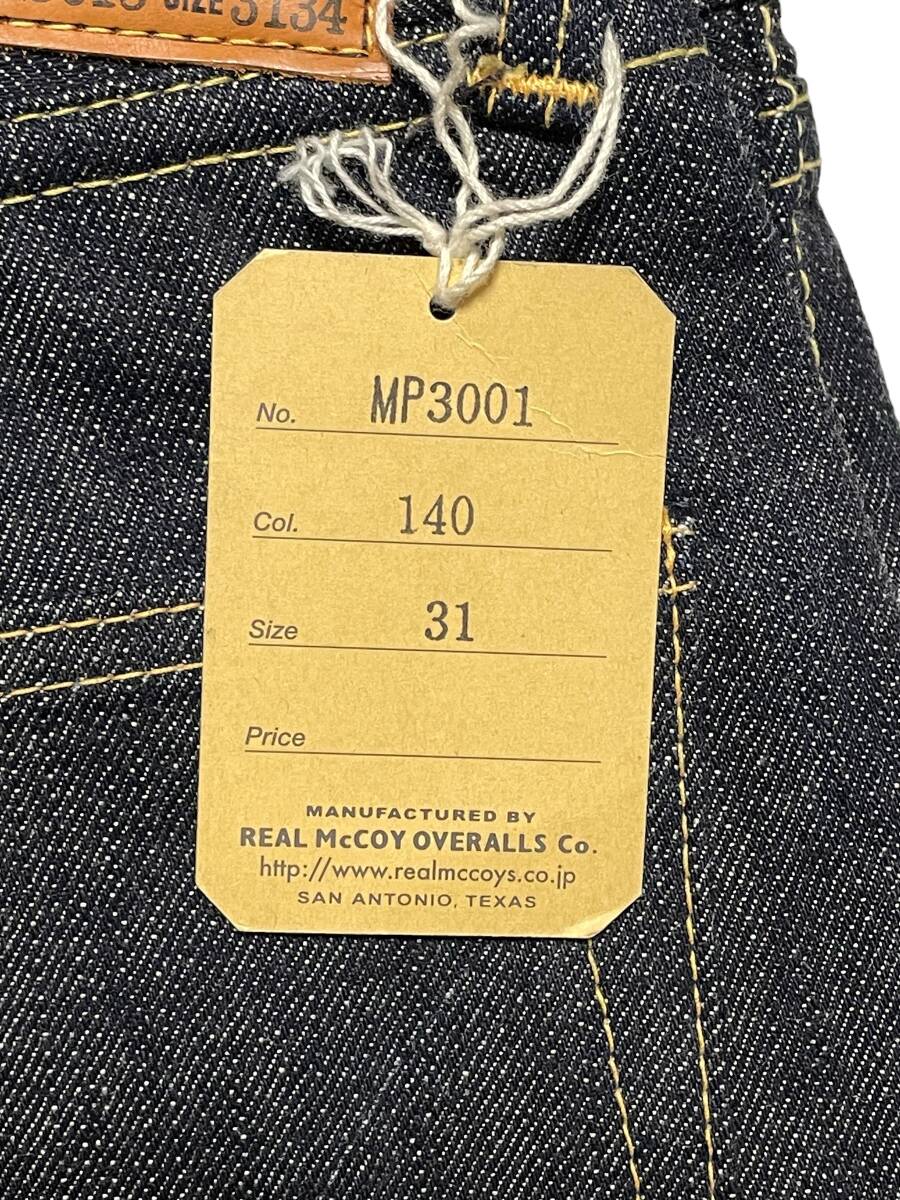 SIZE 3134
No. MP3001
Col. 140
Size 31
Price
MANUFACTURED BY
REAL McCOY OVERALLS Co.
http://www.realmccoys.co.jp
SAN ANTONIO, TEXAS